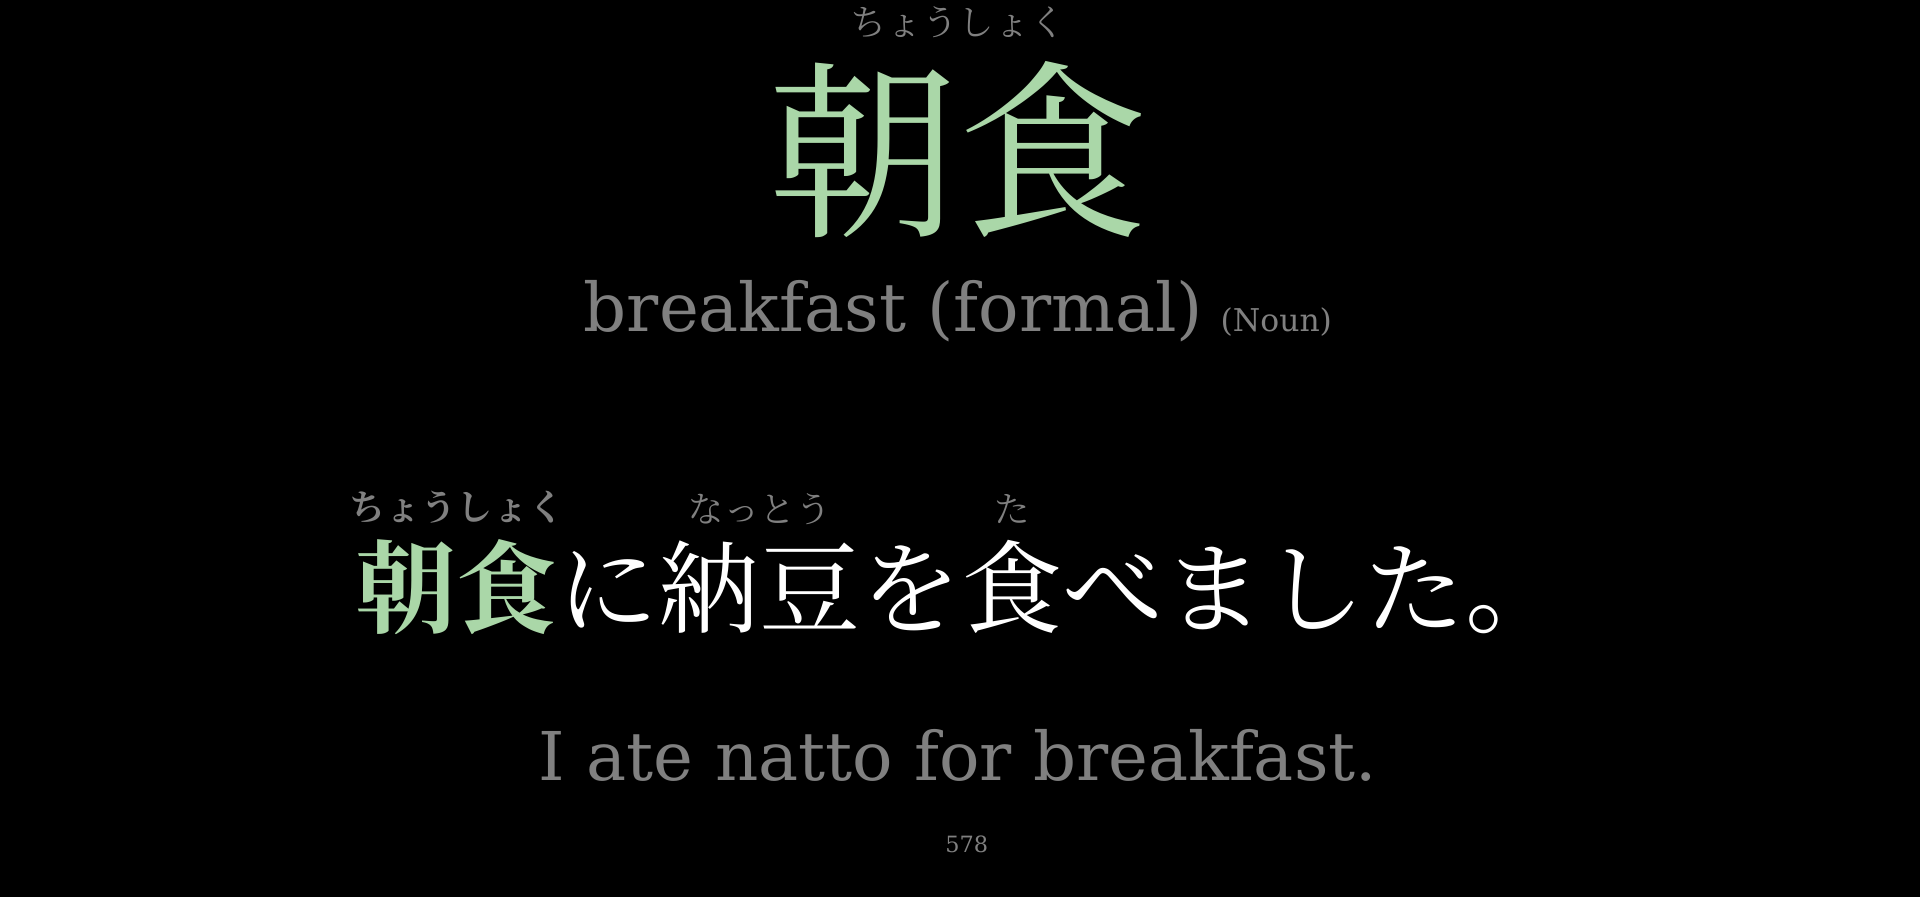 ちょうしょく
朝食
breakfast (formal) (Noun)
ちょうしょく なっとう た
朝食に納豆を食べました。
I ate natto for breakfast.
578